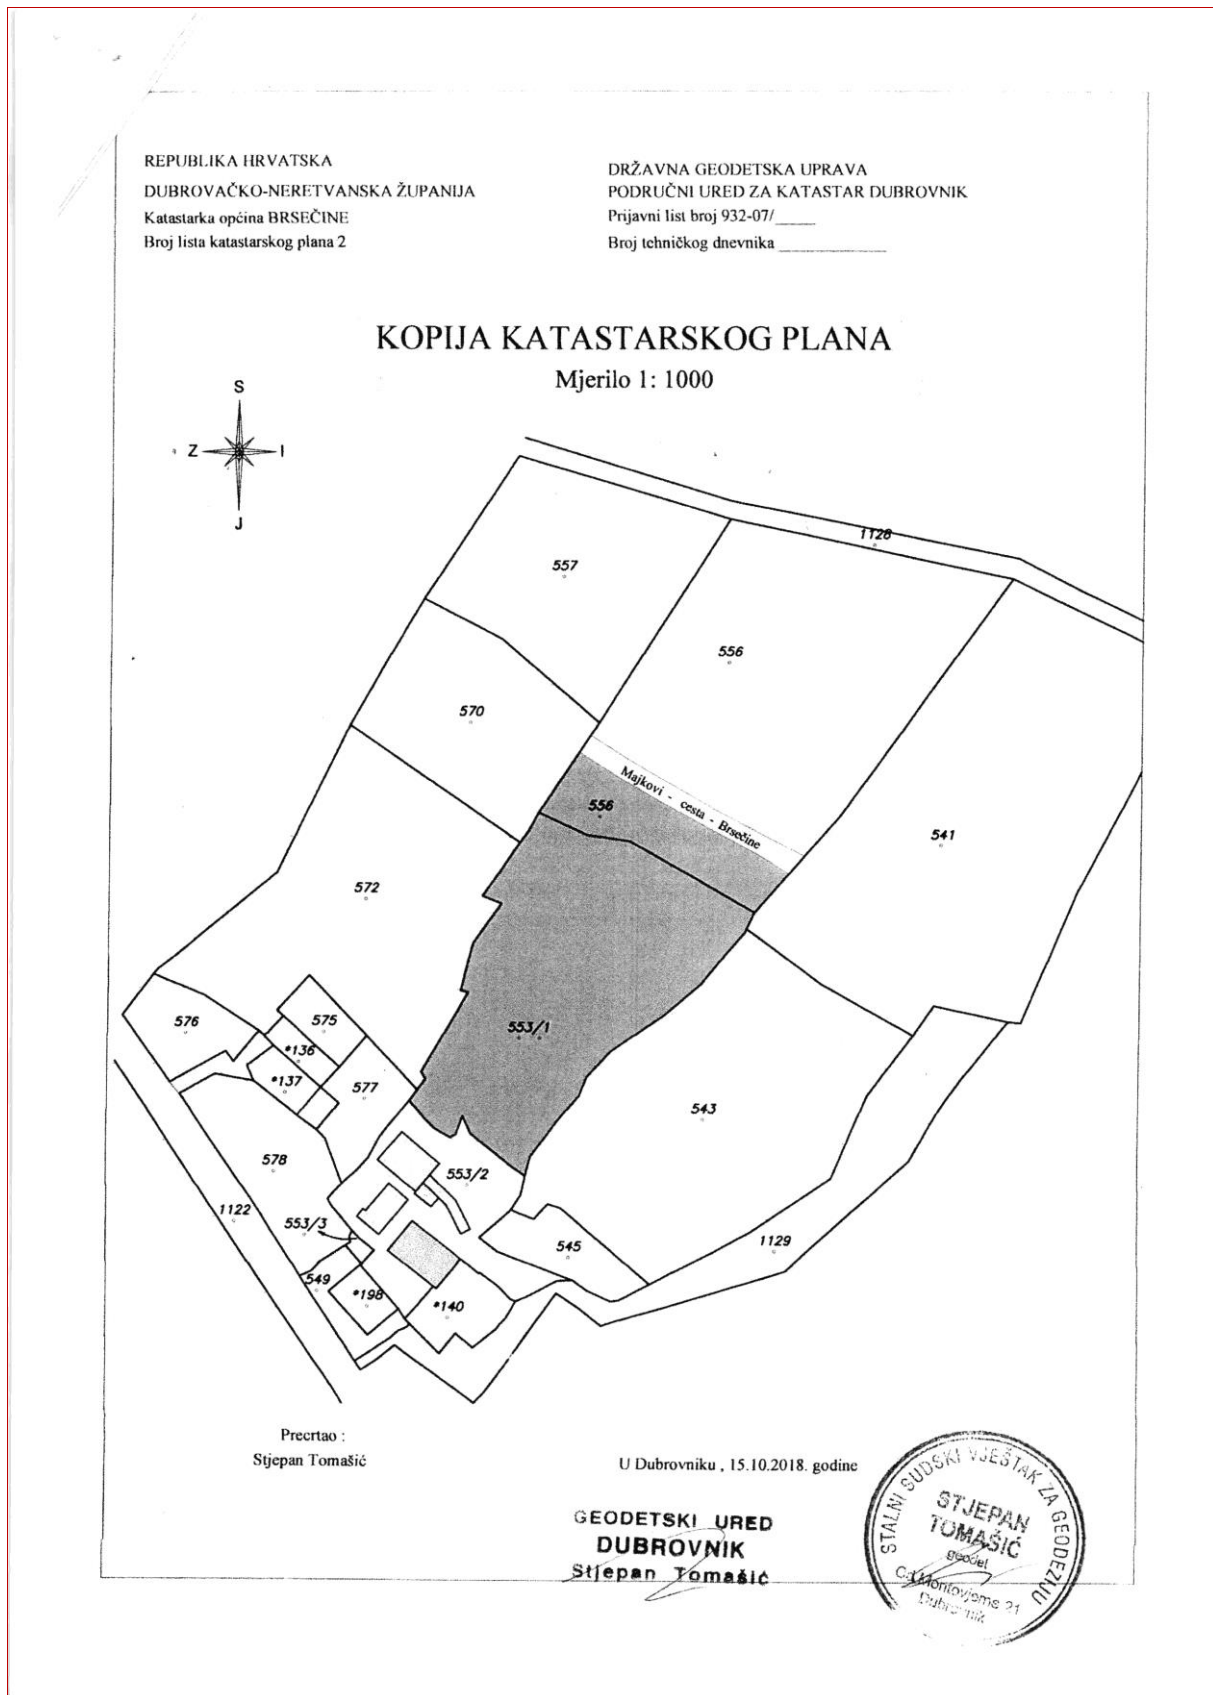 REPUBLIKA HRVATSKA
DUBROVAČKO-NERETVANSKA ŽUPANIJA
Katastarka općina BRSEČINE
Broj lista katastarskog plana 2
DRŽAVNA GEODETSKA UPRAVA
PODRUČNI URED ZA KATASTAR DUBROVNIK
Prijavni list broj 932-07/_____
Broj tehničkog dnevnika ______________
KOPIJA KATASTARSKOG PLANA
Mjerilo 1: 1000
S
Z
I
J
1128
557
556
570
Majkovi - cesta - Brsečine
556
541
572
553/1
576
575
*136
*137
577
543
578
553/2
1122
553/3
1129
545
549
*198
*140
Precrtao :
Stjepan Tomašić
U Dubrovniku , 15.10.2018. godine
GEODETSKI URED
DUBROVNIK
Stjepan Tomašić
STALNI SUDSKI VJEŠTAK ZA GEODEZIJU
STJEPAN
TOMAŠIĆ
geodet
21
Dubrovnik